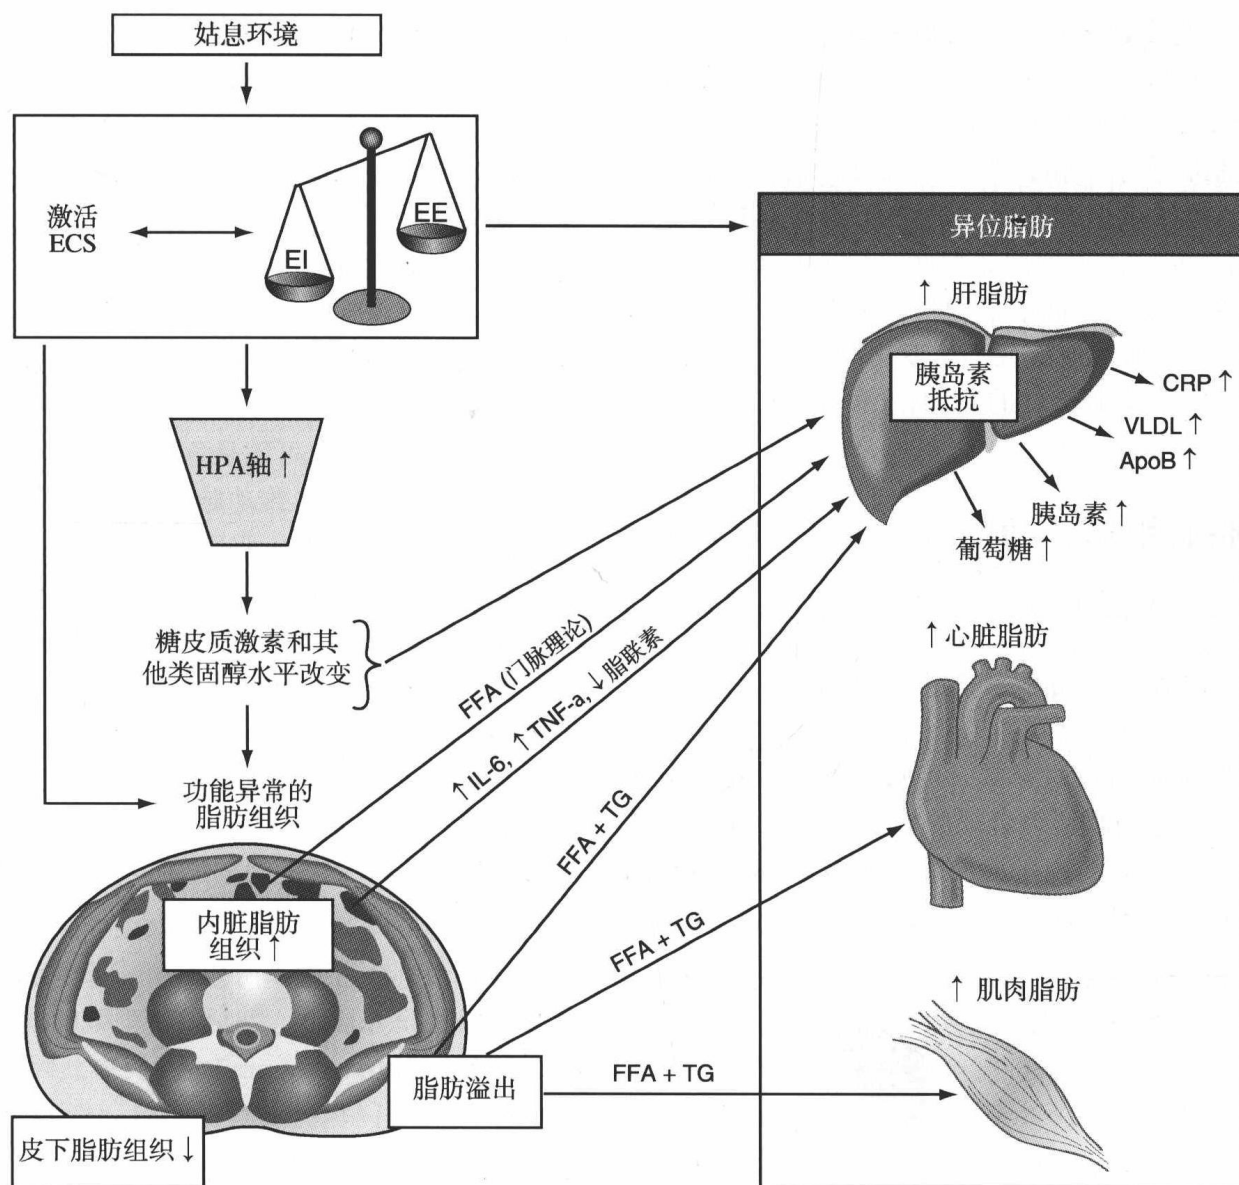 姑息环境
激活
ECS
EI
EE
异位脂肪
↑ 肝脂肪
胰岛素
抵抗
CRP ↑
VLDL ↑
ApoB ↑
胰岛素 ↑
葡萄糖 ↑
HPA轴 ↑
糖皮质激素和其
他类固醇水平改变
FFA (门脉理论)
↑ IL-6, ↑ TNF-a, ↓ 脂联素
FFA + TG
↑ 心脏脂肪
功能异常的
脂肪组织
内脏脂肪
组织 ↑
FFA + TG
↑ 肌肉脂肪
脂肪溢出
FFA + TG
皮下脂肪组织 ↓